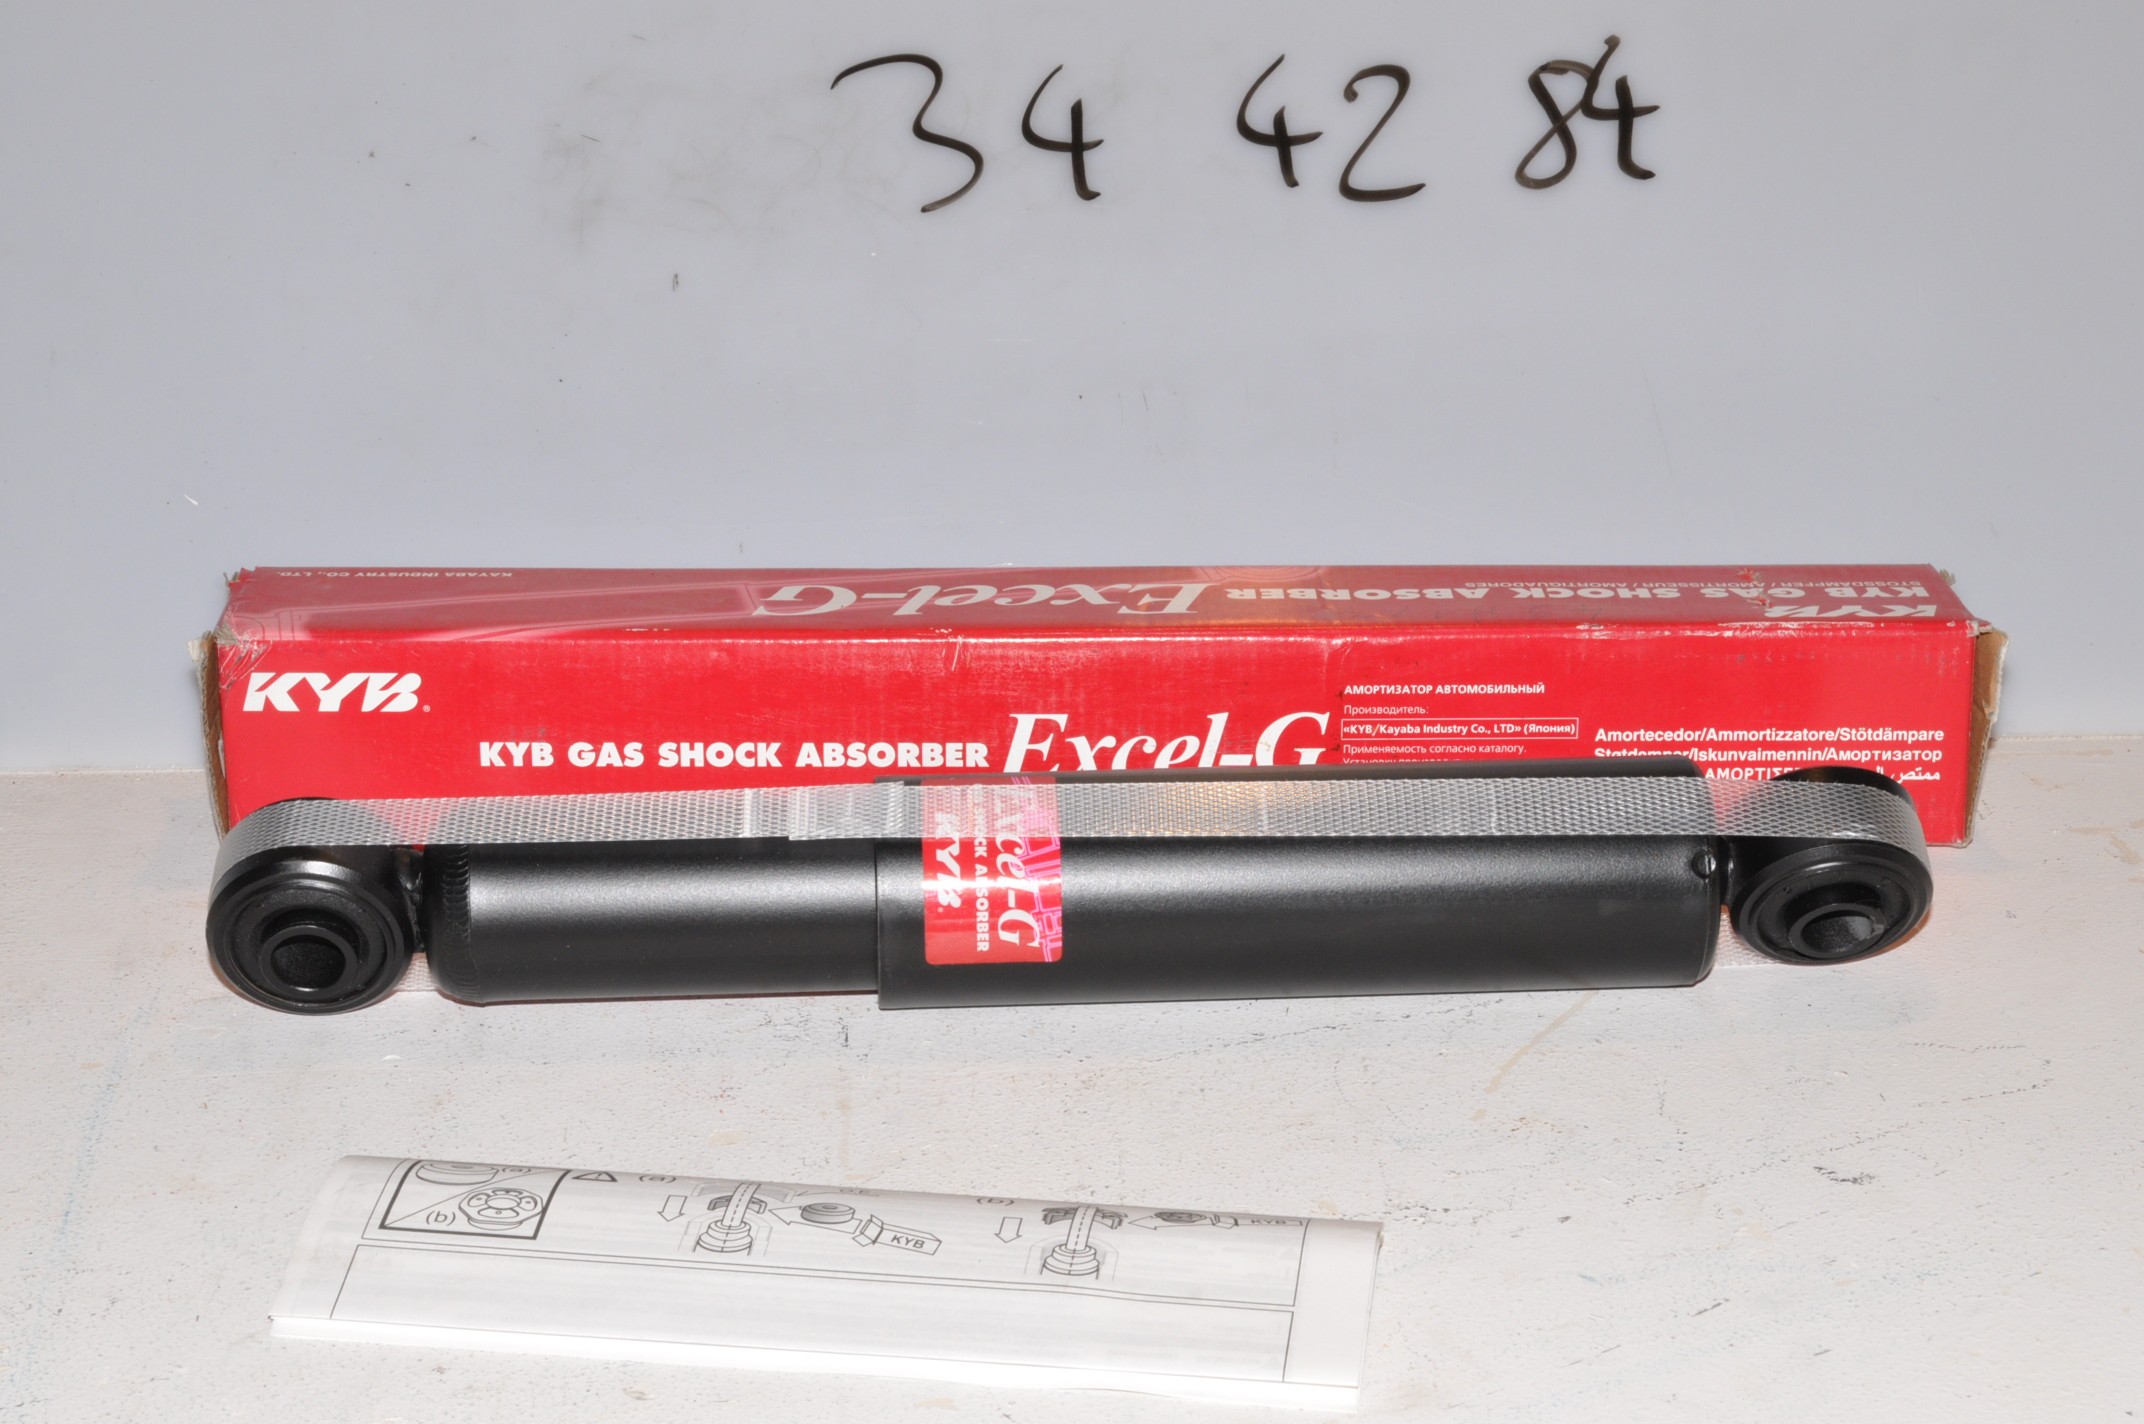 34 42 84
KAYABA INDUSTRY CO., LTD.
Excel-G
KYB GAS SHOCK ABSORBER
STOSSDÄMPFER / AMORTISSEUR / AMORTIGUADORES
KYB
KYB®
KYB GAS SHOCK ABSORBER Excel-G
АМОРТИЗАТОР АВТОМОБИЛЬНЫЙ
Производитель:
«KYB/Kayaba Industry Co., LTD» (Япония)
Применяемость согласно каталогу.
Amortecedor/Ammortizzatore/Stötdämpare
Støtdemper/Iskunvaimennin/Амортизатор
Excel-G
SHOCK ABSORBER
KYB®
(a)
(b)
(a)
KYB
(b)
KYB